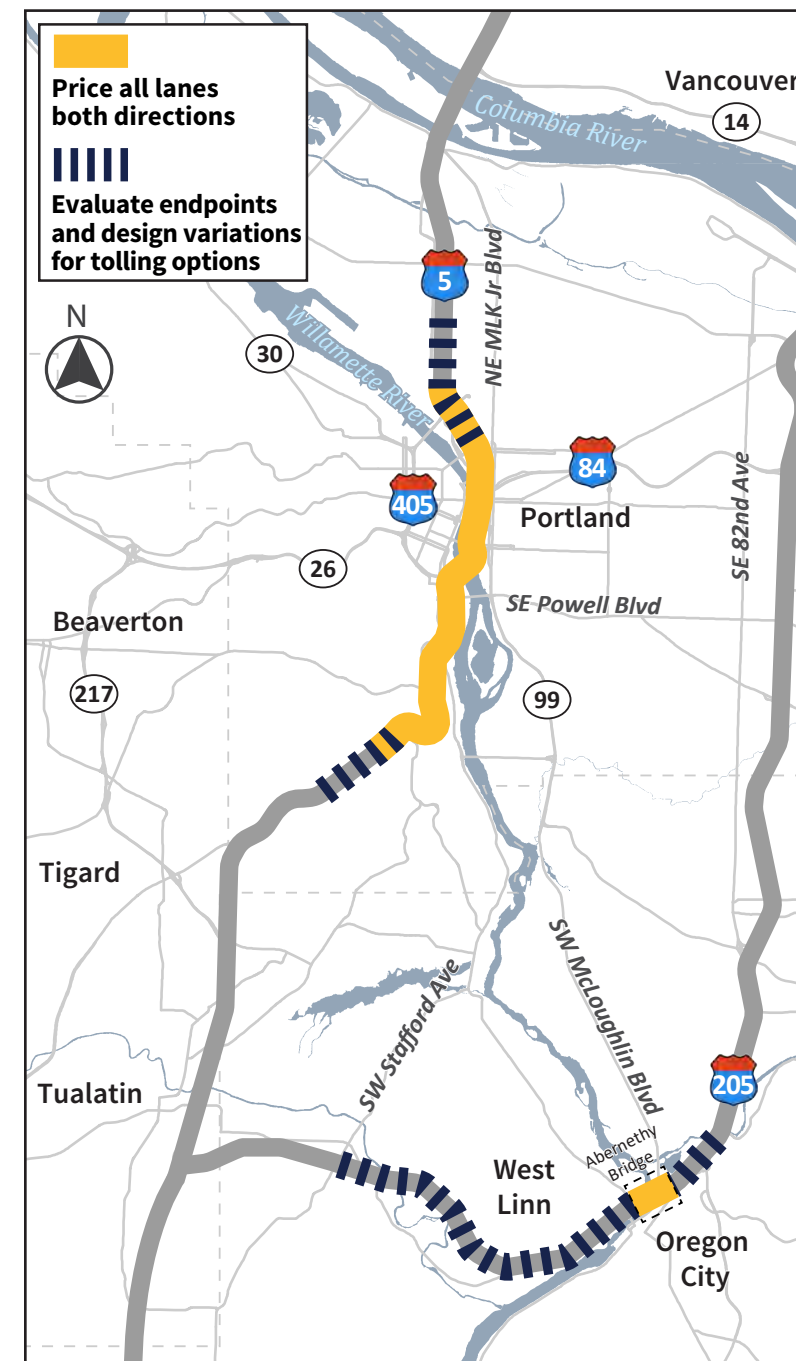 Price all lanes
both directions
Evaluate endpoints
and design variations
for tolling options
Vancouver
14
Columbia River
5
NE MLK Jr Blvd
N
30
Willamette River
84
405
Portland
SE 82nd Ave
26
SE Powell Blvd
Beaverton
217
99
Tigard
SW Stafford Ave
SW McLoughlin Blvd
Tualatin
205
Abernethy
Bridge
West
Linn
Oregon
City